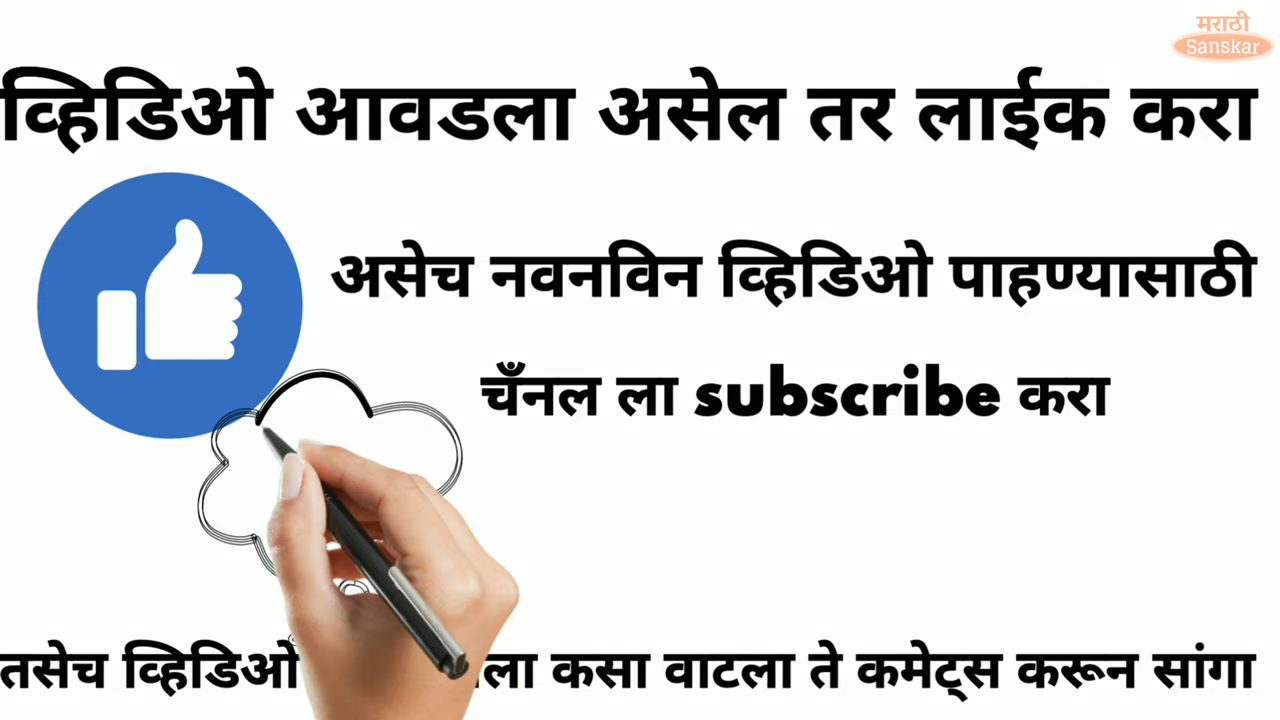 मराठी
Sanskar
व्हिडिओ आवडला असेल तर लाईक करा
असेच नवनविन व्हिडिओ पाहण्यासाठी
चॅंनल ला subscribe करा
तसेच व्हिडिओ कसा वाटला ते कमेट्स करून सांगा